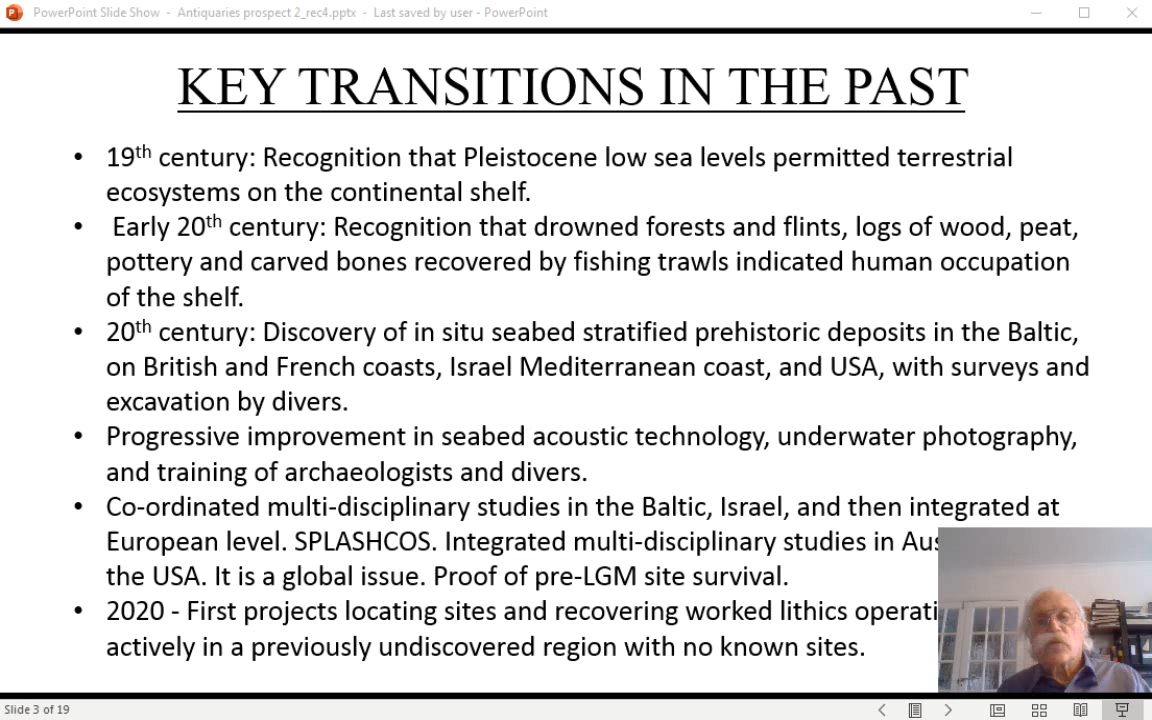 PowerPoint Slide Show - Antiquaries prospect 2_rec4.pptx - Last saved by user - PowerPoint
KEY TRANSITIONS IN THE PAST
• 19th century: Recognition that Pleistocene low sea levels permitted terrestrial
ecosystems on the continental shelf.
• Early 20th century: Recognition that drowned forests and flints, logs of wood, peat,
pottery and carved bones recovered by fishing trawls indicated human occupation
of the shelf.
• 20th century: Discovery of in situ seabed stratified prehistoric deposits in the Baltic,
on British and French coasts, Israel Mediterranean coast, and USA, with surveys and
excavation by divers.
• Progressive improvement in seabed acoustic technology, underwater photography,
and training of archaeologists and divers.
• Co-ordinated multi-disciplinary studies in the Baltic, Israel, and then integrated at
European level. SPLASHCOS. Integrated multi-disciplinary studies in
the USA. It is a global issue. Proof of pre-LGM site survival.
• 2020 - First projects locating sites and recovering worked lithics
actively in a previously undiscovered region with no known sites.
Slide 3 of 19